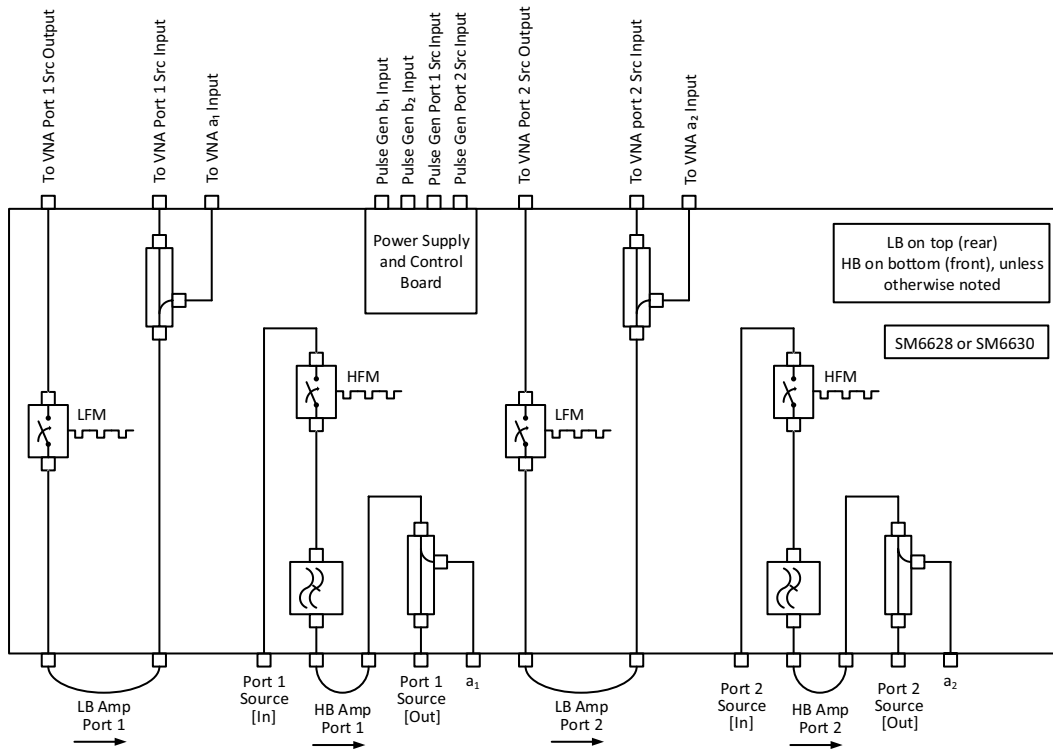 To VNA Port 1 Src Output
To VNA Port 1 Src Input
To VNA a₁ Input
Pulse Gen b₁ Input
Pulse Gen b₂ Input
Pulse Gen Port 1 Src Input
Pulse Gen Port 2 Src Input
To VNA Port 2 Src Output
To VNA port 2 Src Input
To VNA a₂ Input
Power Supply
and Control
Board
LB on top (rear)
HB on bottom (front), unless
otherwise noted
SM6628 or SM6630
HFM
HFM
LFM
LFM
LB Amp
Port 1
Port 1
Source
[In]
HB Amp
Port 1
Port 1
Source
[Out]
a₁
LB Amp
Port 2
Port 2
Source
[In]
HB Amp
Port 2
Port 2
Source
[Out]
a₂